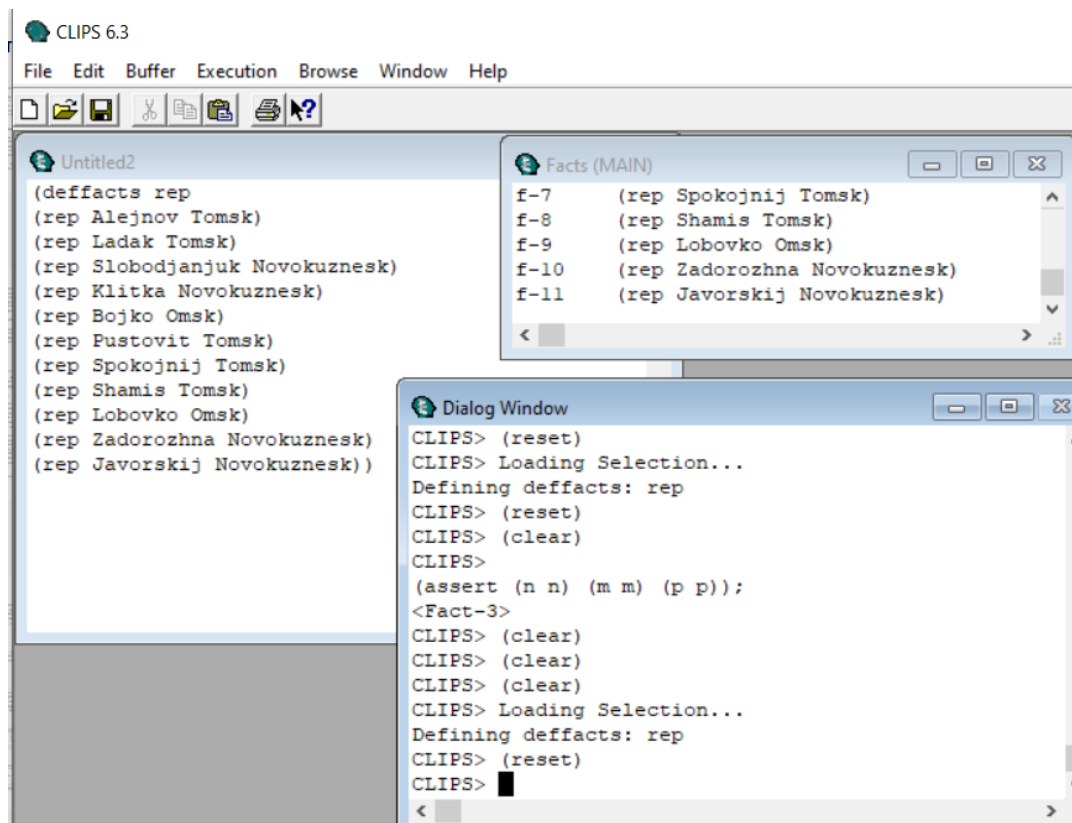 CLIPS 6.3
File Edit Buffer Execution Browse Window Help
Untitled2
(deffacts rep
(rep Alejnov Tomsk)
(rep Ladak Tomsk)
(rep Slobodjanjuk Novokuznesk)
(rep Klitka Novokuznesk)
(rep Bojko Omsk)
(rep Pustovit Tomsk)
(rep Spokojnij Tomsk)
(rep Shamis Tomsk)
(rep Lobovko Omsk)
(rep Zadorozhna Novokuznesk)
(rep Javorskij Novokuznesk))
Facts (MAIN)
f-7 (rep Spokojnij Tomsk)
f-8 (rep Shamis Tomsk)
f-9 (rep Lobovko Omsk)
f-10 (rep Zadorozhna Novokuznesk)
f-11 (rep Javorskij Novokuznesk)
Dialog Window
CLIPS> (reset)
CLIPS> Loading Selection...
Defining deffacts: rep
CLIPS> (reset)
CLIPS> (clear)
CLIPS>
(assert (n n) (m m) (p p));
<Fact-3>
CLIPS> (clear)
CLIPS> (clear)
CLIPS> (clear)
CLIPS> Loading Selection...
Defining deffacts: rep
CLIPS> (reset)
CLIPS>